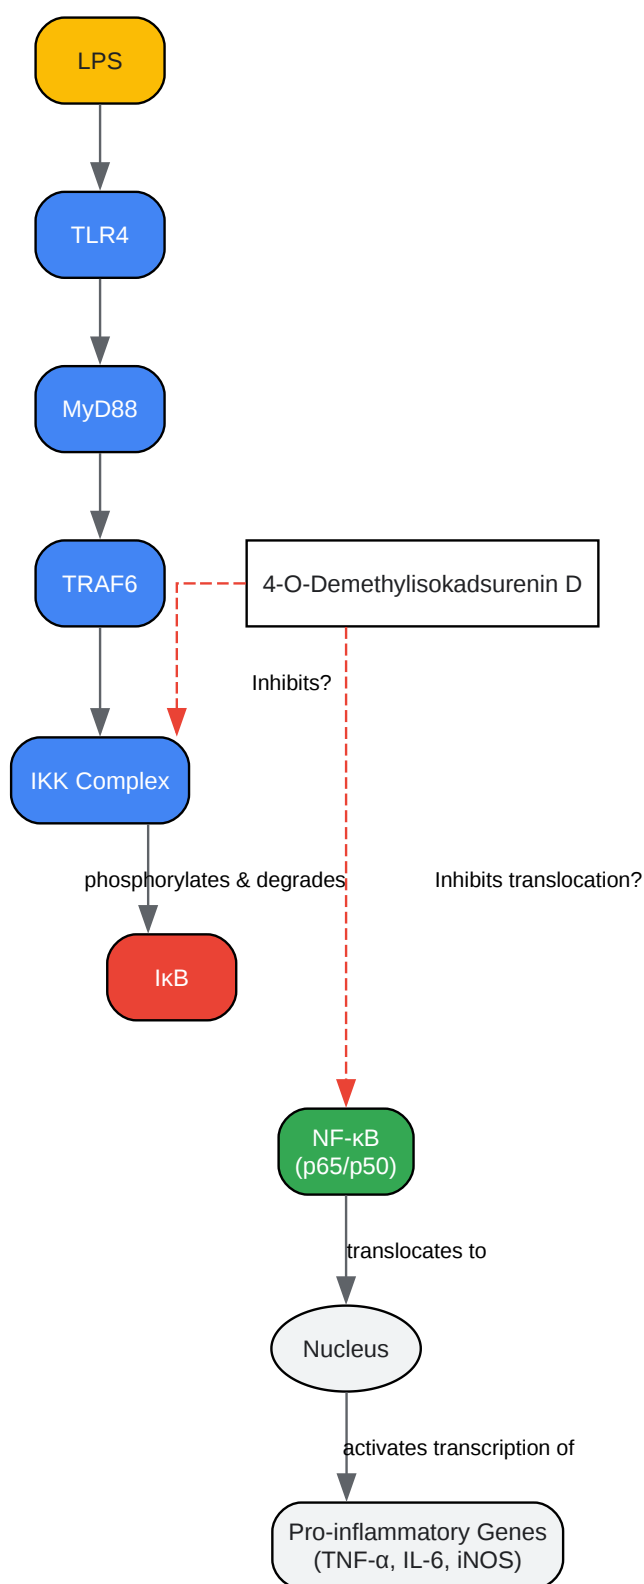 LPS
TLR4
MyD88
TRAF6
4-O-Demethylisokadsurenin D
Inhibits?
IKK Complex
phosphorylates & degrades
Inhibits translocation?
IκB
NF-κB
(p65/p50)
translocates to
Nucleus
activates transcription of
Pro-inflammatory Genes
(TNF-α, IL-6, iNOS)